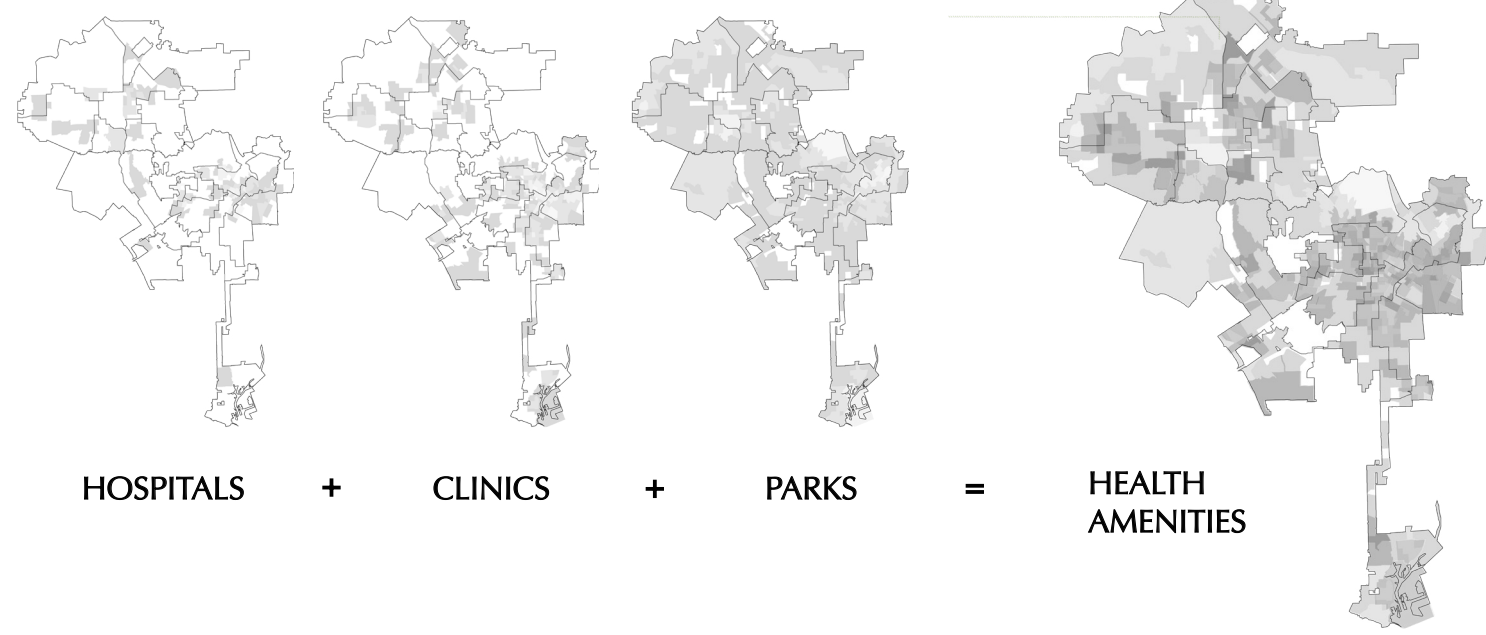 HOSPITALS + CLINICS + PARKS = HEALTH
AMENITIES